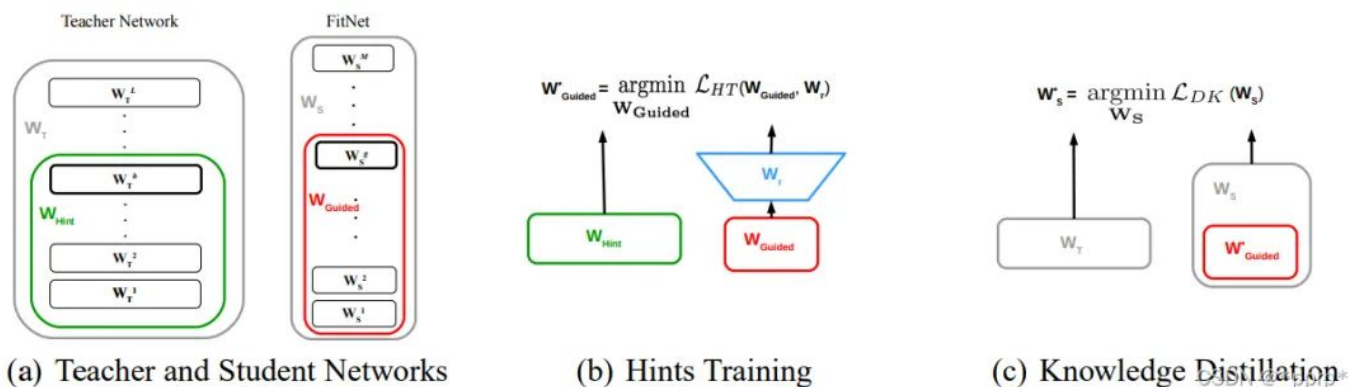 Teacher Network
W_T^L
W_T
W_T^h
W_Hint
W_T^2
W_T^1
FitNet
W_S^M
W_S
W_S^g
W_Guided
W_S^2
W_S^1
(a) Teacher and Student Networks
W*_Guided = argmin L_HT(W_Guided, W_r)
W_Guided
W_r
W_Hint
W_Guided
(b) Hints Training
W*_S = argmin L_DK (W_S)
W_S
W_S
W_T
W*_Guided
(c) Knowledge Distillation